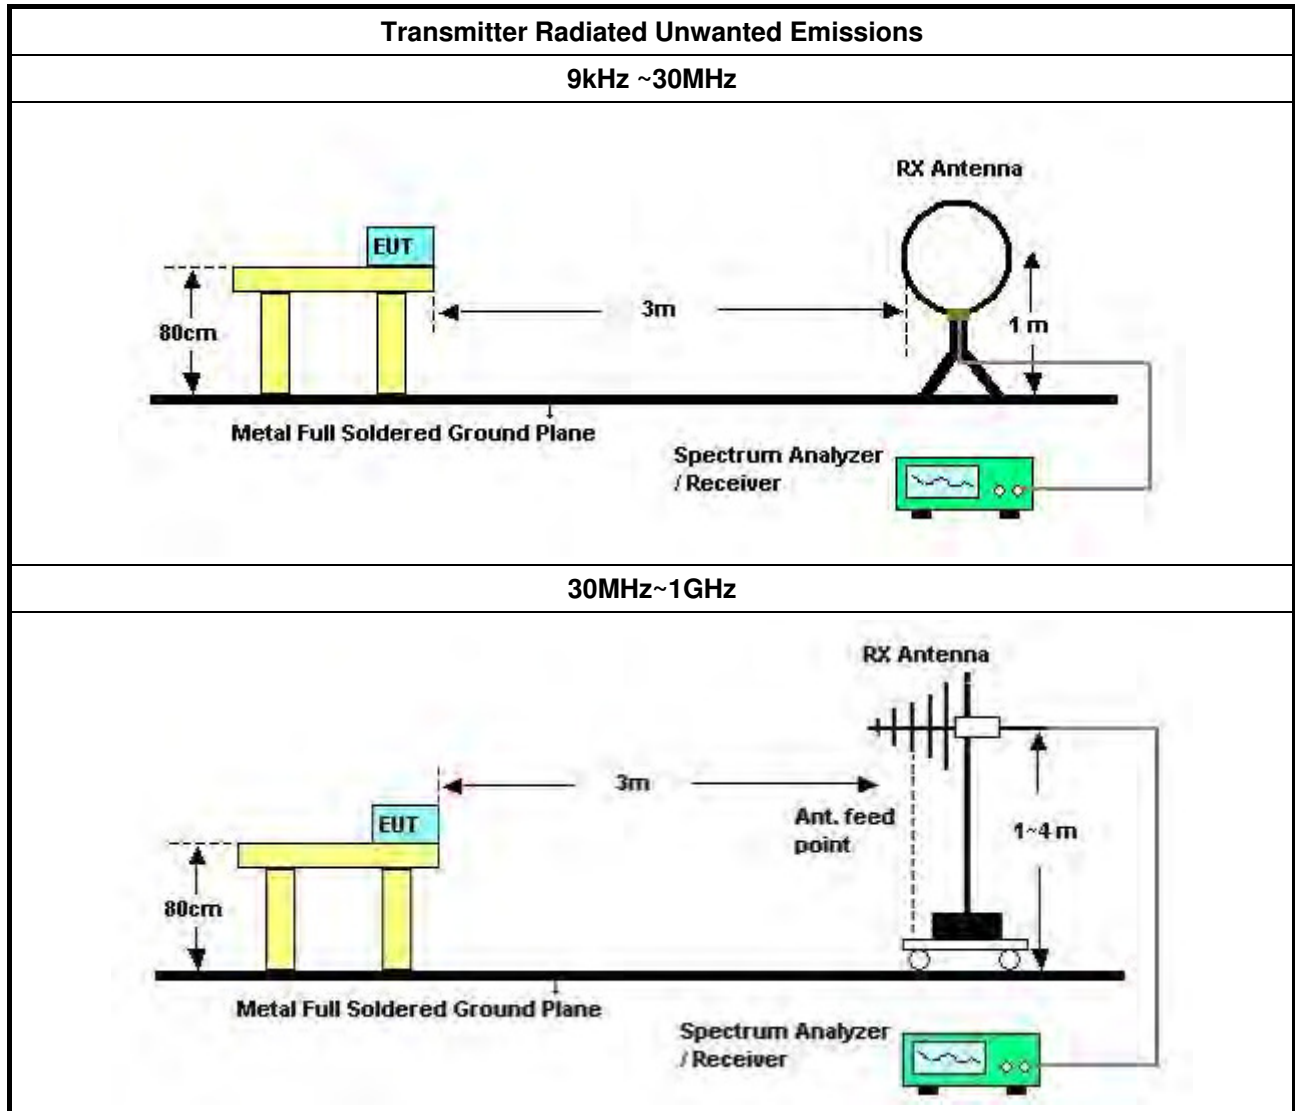 Transmitter Radiated Unwanted Emissions
9kHz ~30MHz
RX Antenna
EUT
3m
80cm
1 m
Metal Full Soldered Ground Plane
Spectrum Analyzer
/ Receiver
30MHz~1GHz
RX Antenna
3m
EUT
Ant. feed
point
1~4 m
80cm
Metal Full Soldered Ground Plane
Spectrum Analyzer
/ Receiver